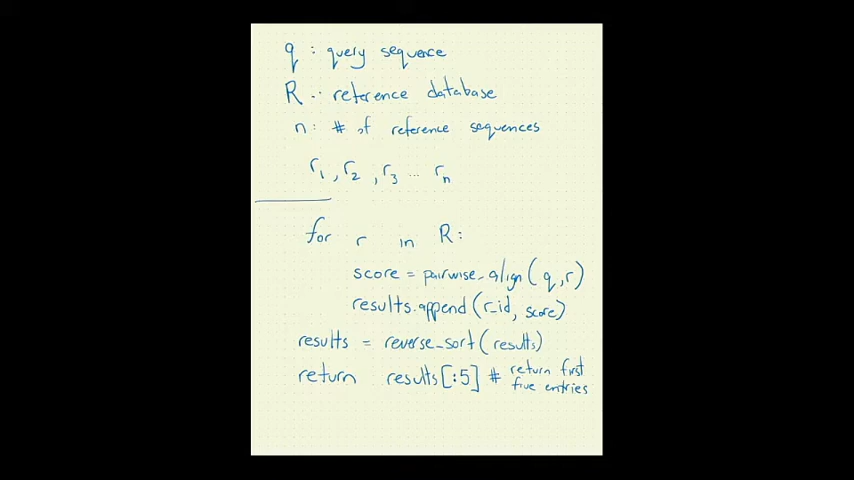 q : query sequence
R : reference database
n: # of reference sequences
r1, r2, r3 ... rn
for r in R:
score = pairwise_align(q,r)
results.append(r_id, score)
results = reverse_sort(results)
return results[:5] # return first
five entries